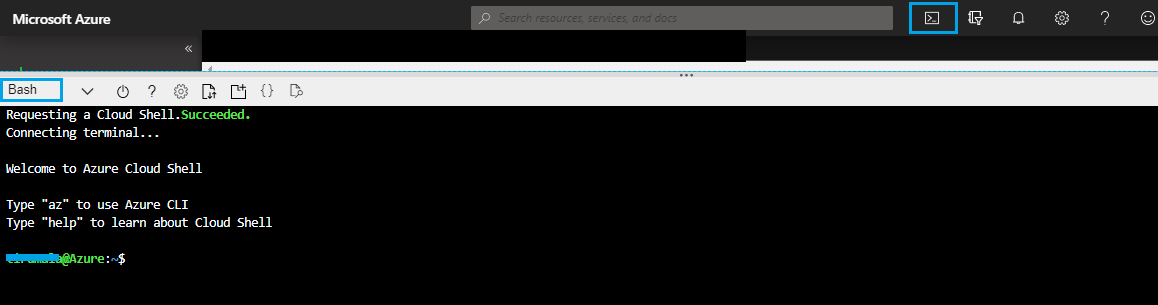 Microsoft Azure
Search resources, services, and docs
Bash
Requesting a Cloud Shell.Succeeded.
Connecting terminal...
Welcome to Azure Cloud Shell
Type "az" to use Azure CLI
Type "help" to learn about Cloud Shell
@Azure:~$